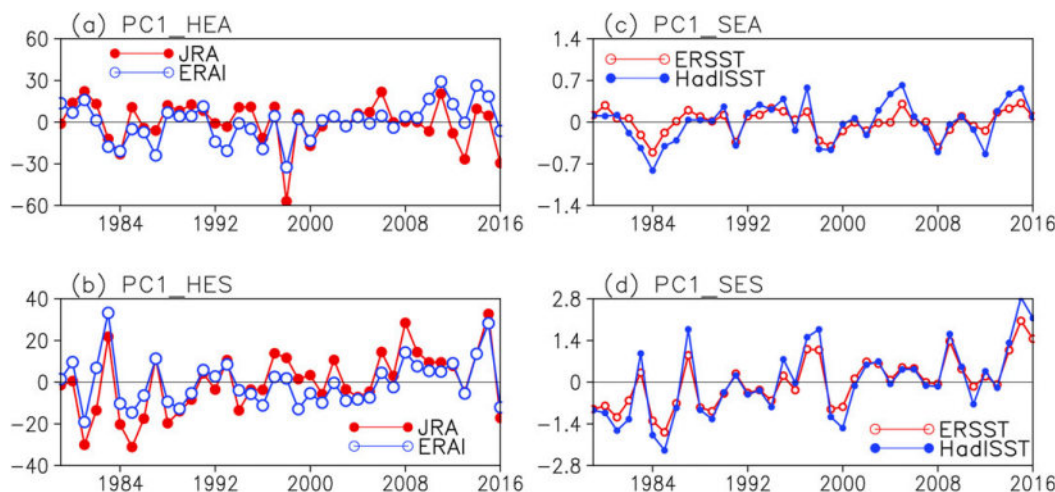 (a) PC1_HEA
60
30
0
-30
-60
JRA
ERAI
1984 1992 2000 2008 2016
(c) PC1_SEA
1.4
0.7
0
-0.7
-1.4
ERSST
HadISST
1984 1992 2000 2008 2016
(b) PC1_HES
40
20
0
-20
-40
JRA
ERAI
1984 1992 2000 2008 2016
(d) PC1_SES
2.8
1.4
0
-1.4
-2.8
ERSST
HadISST
1984 1992 2000 2008 2016